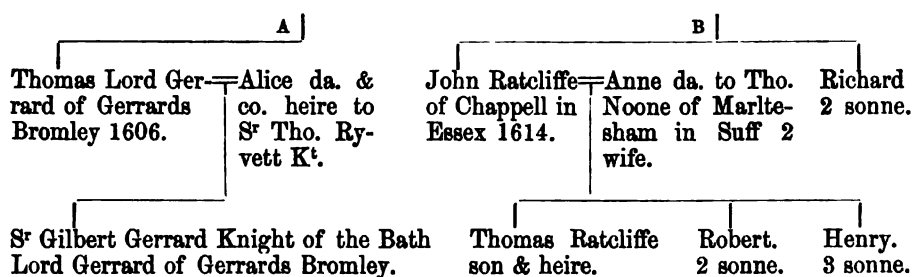 A
B
Thomas Lord Ger-
rard of Gerrards
Bromley 1606.
Alice da. &
co. heire to
Sʳ Tho. Ry-
vett Kᵗ.
John Ratcliffe
of Chappell in
Essex 1614.
Anne da. to Tho.
Noone of Marlte-
sham in Suff 2
wife.
Richard
2 sonne.
Sʳ Gilbert Gerrard Knight of the Bath
Lord Gerrard of Gerrards Bromley.
Thomas Ratcliffe
son & heire.
Robert.
2 sonne.
Henry.
3 sonne.